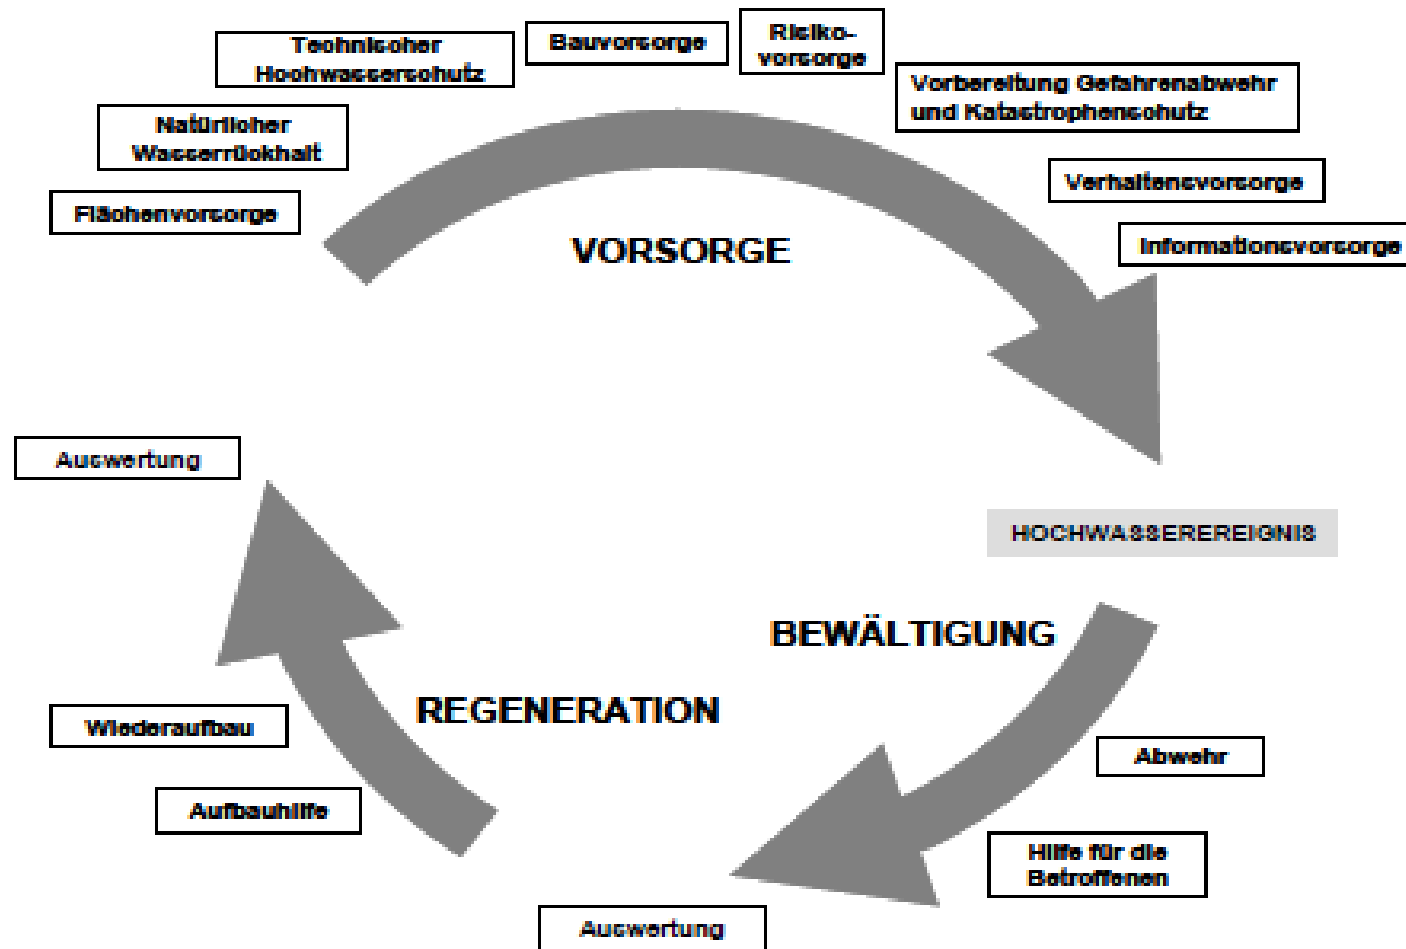 Technischer
Hochwasserschutz
Bauvorsorge
Risiko-
vorsorge
Vorbereitung Gefahrenabwehr
und Katastrophenschutz
Natürlicher
Wasserrückhalt
Verhaltensvorsorge
Flächenvorsorge
Informationsvorsorge
VORSORGE
Auswertung
HOCHWASSEREREIGNIS
BEWÄLTIGUNG
REGENERATION
Wiederaufbau
Abwehr
Aufbauhilfe
Hilfe für die
Betroffenen
Auswertung